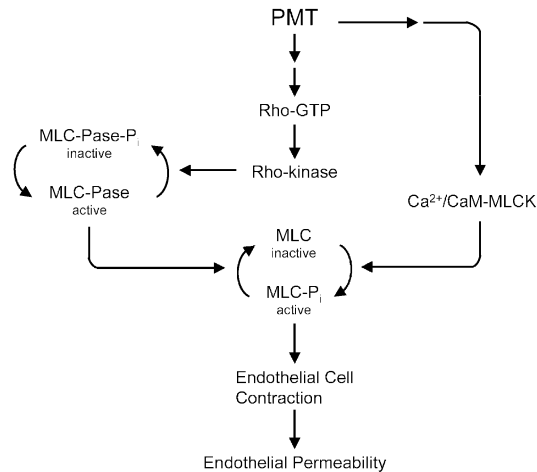 PMT
Rho-GTP
MLC-Pase-Pi
inactive
Rho-kinase
MLC-Pase
active
Ca2+/CaM-MLCK
MLC
inactive
MLC-Pi
active
Endothelial Cell
Contraction
Endothelial Permeability